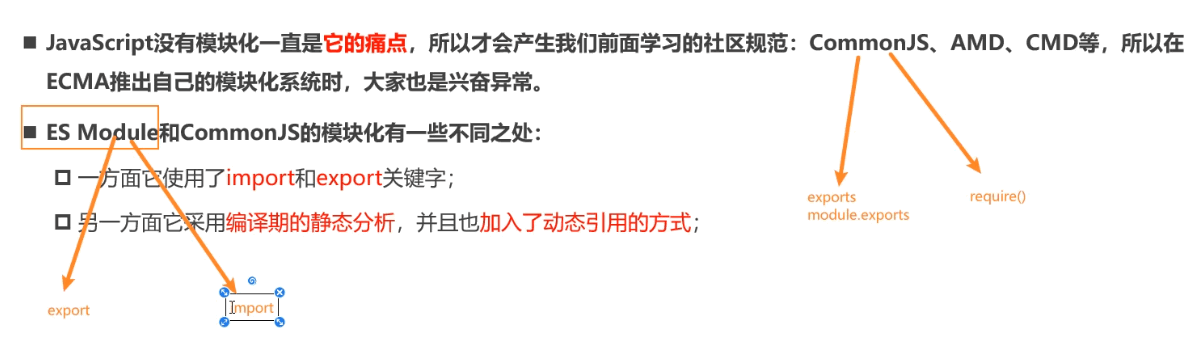 JavaScript没有模块化一直是它的痛点，所以才会产生我们前面学习的社区规范：CommonJS、AMD、CMD等，所以在
ECMA推出自己的模块化系统时，大家也是兴奋异常。
ES Module和CommonJS的模块化有一些不同之处：
一方面它使用了import和export关键字；
另一方面它采用编译期的静态分析，并且也加入了动态引用的方式；
exports
module.exports
require()
export
import